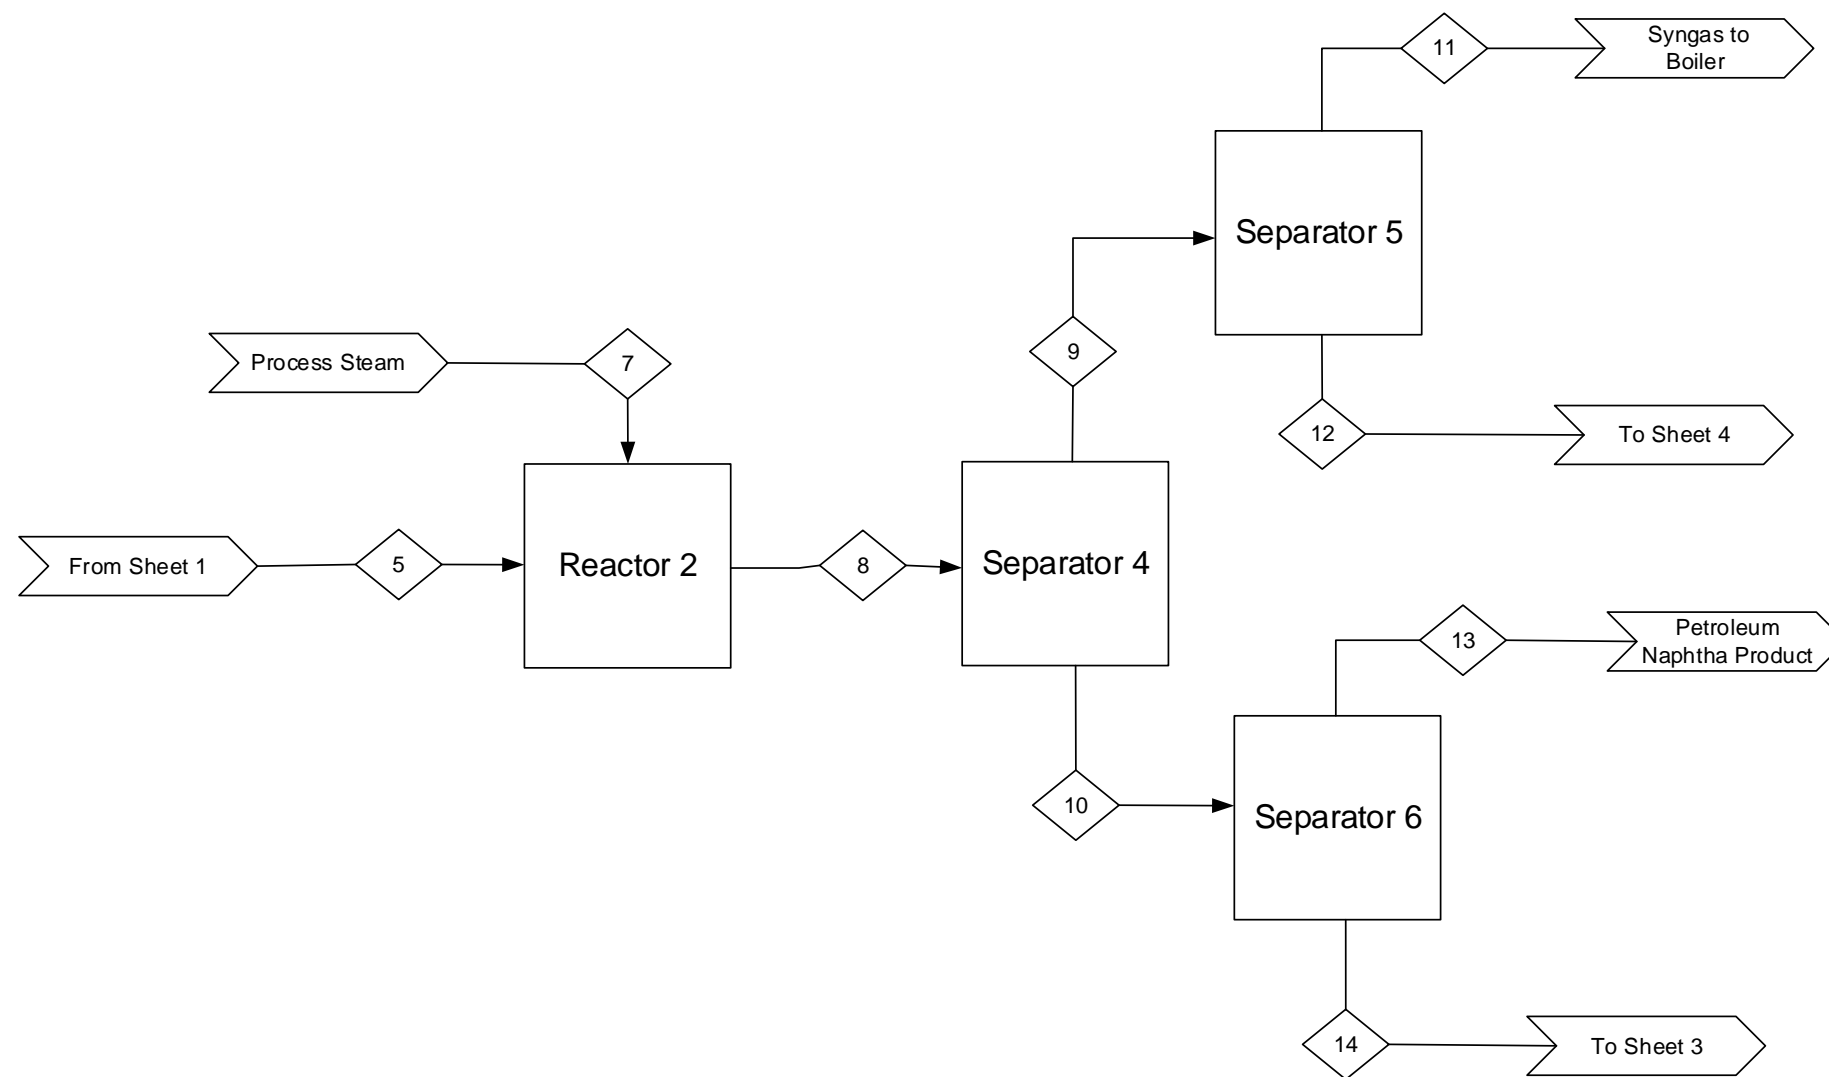 11
Syngas to
Boiler
Separator 5
Process Steam
7
9
12
To Sheet 4
From Sheet 1
5
Reactor 2
8
Separator 4
13
Petroleum
Naphtha Product
10
Separator 6
14
To Sheet 3